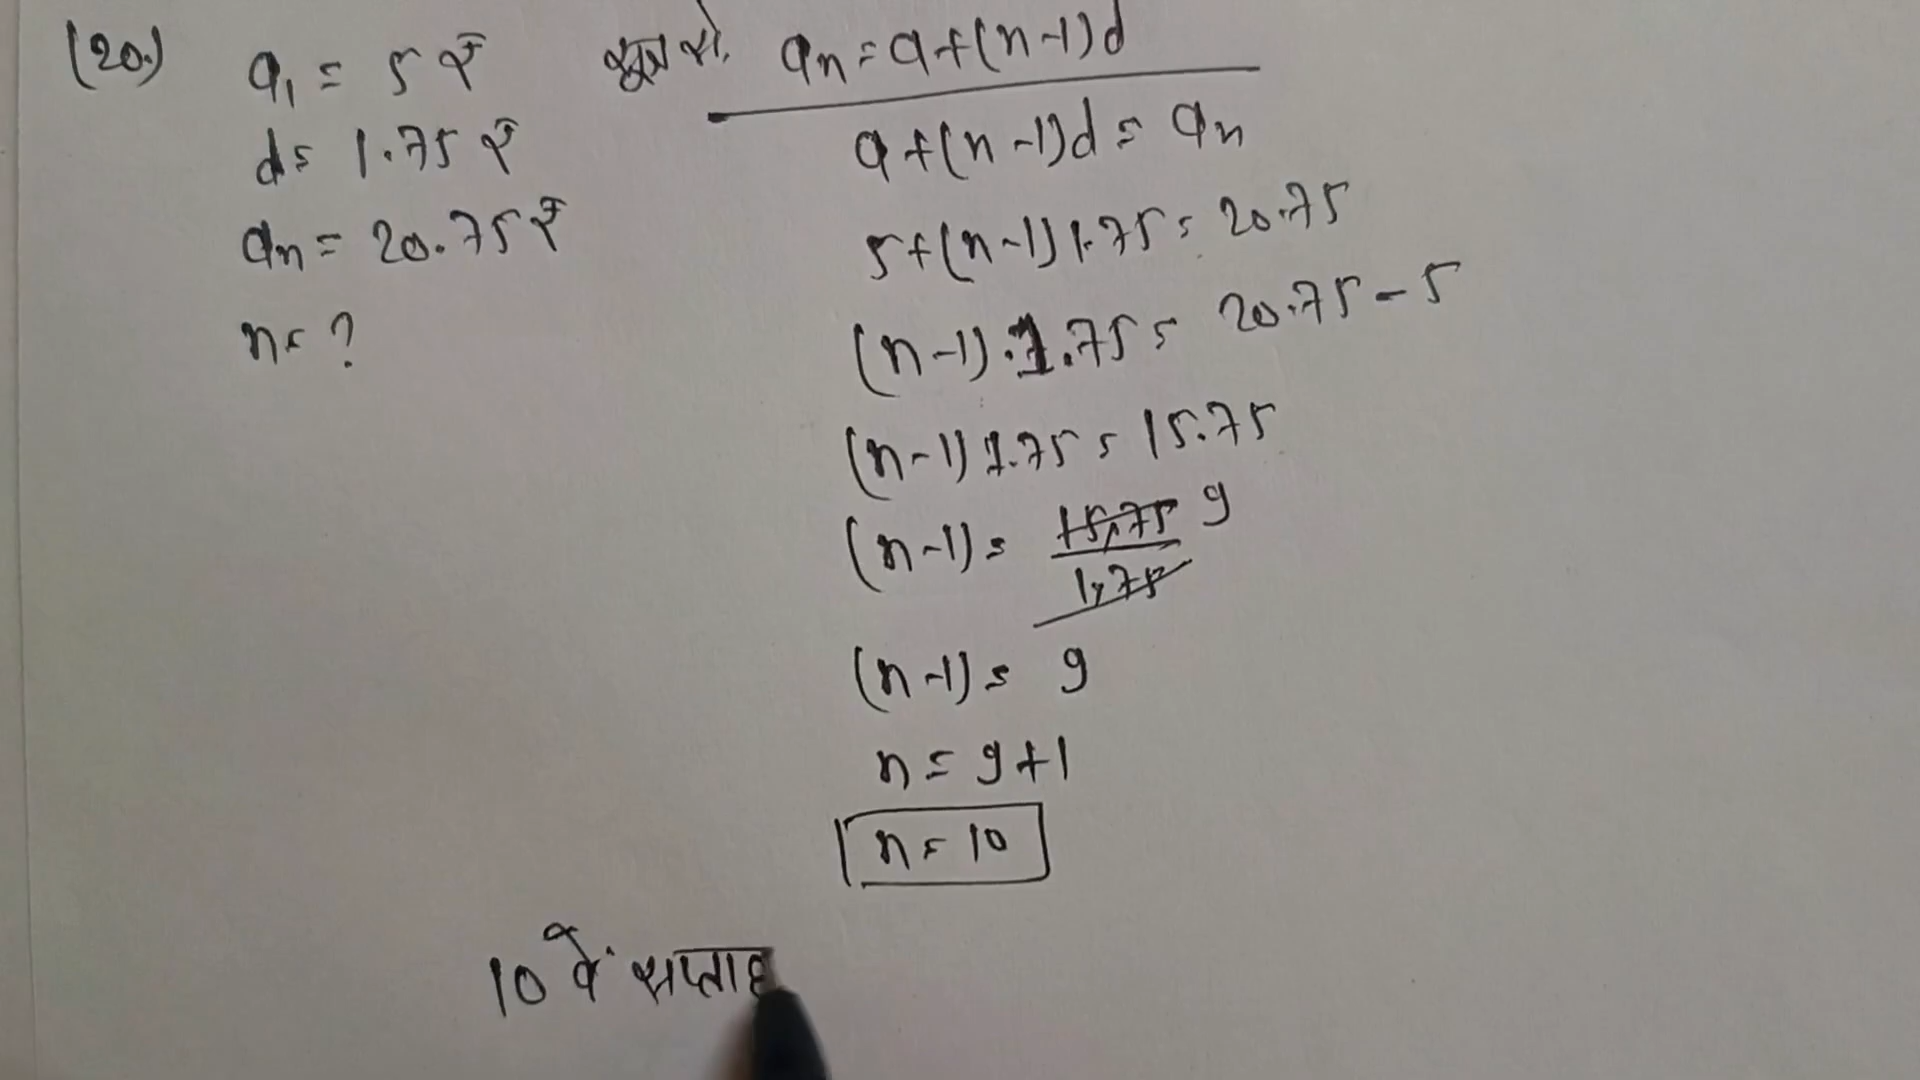 (20.)
a₁ = 5 ₹
d = 1.75 ₹
aₙ = 20.75 ₹
n = ?
सूत्र से, aₙ = a+(n-1)d
a+(n-1)d = aₙ
5+(n-1)1.75 = 20.75
(n-1).1.75 = 20.75-5
(n-1)1.75 = 15.75
(n-1) = 15.75/1.75 9
(n-1) = 9
n = 9+1
n = 10
10 वें सप्ताह